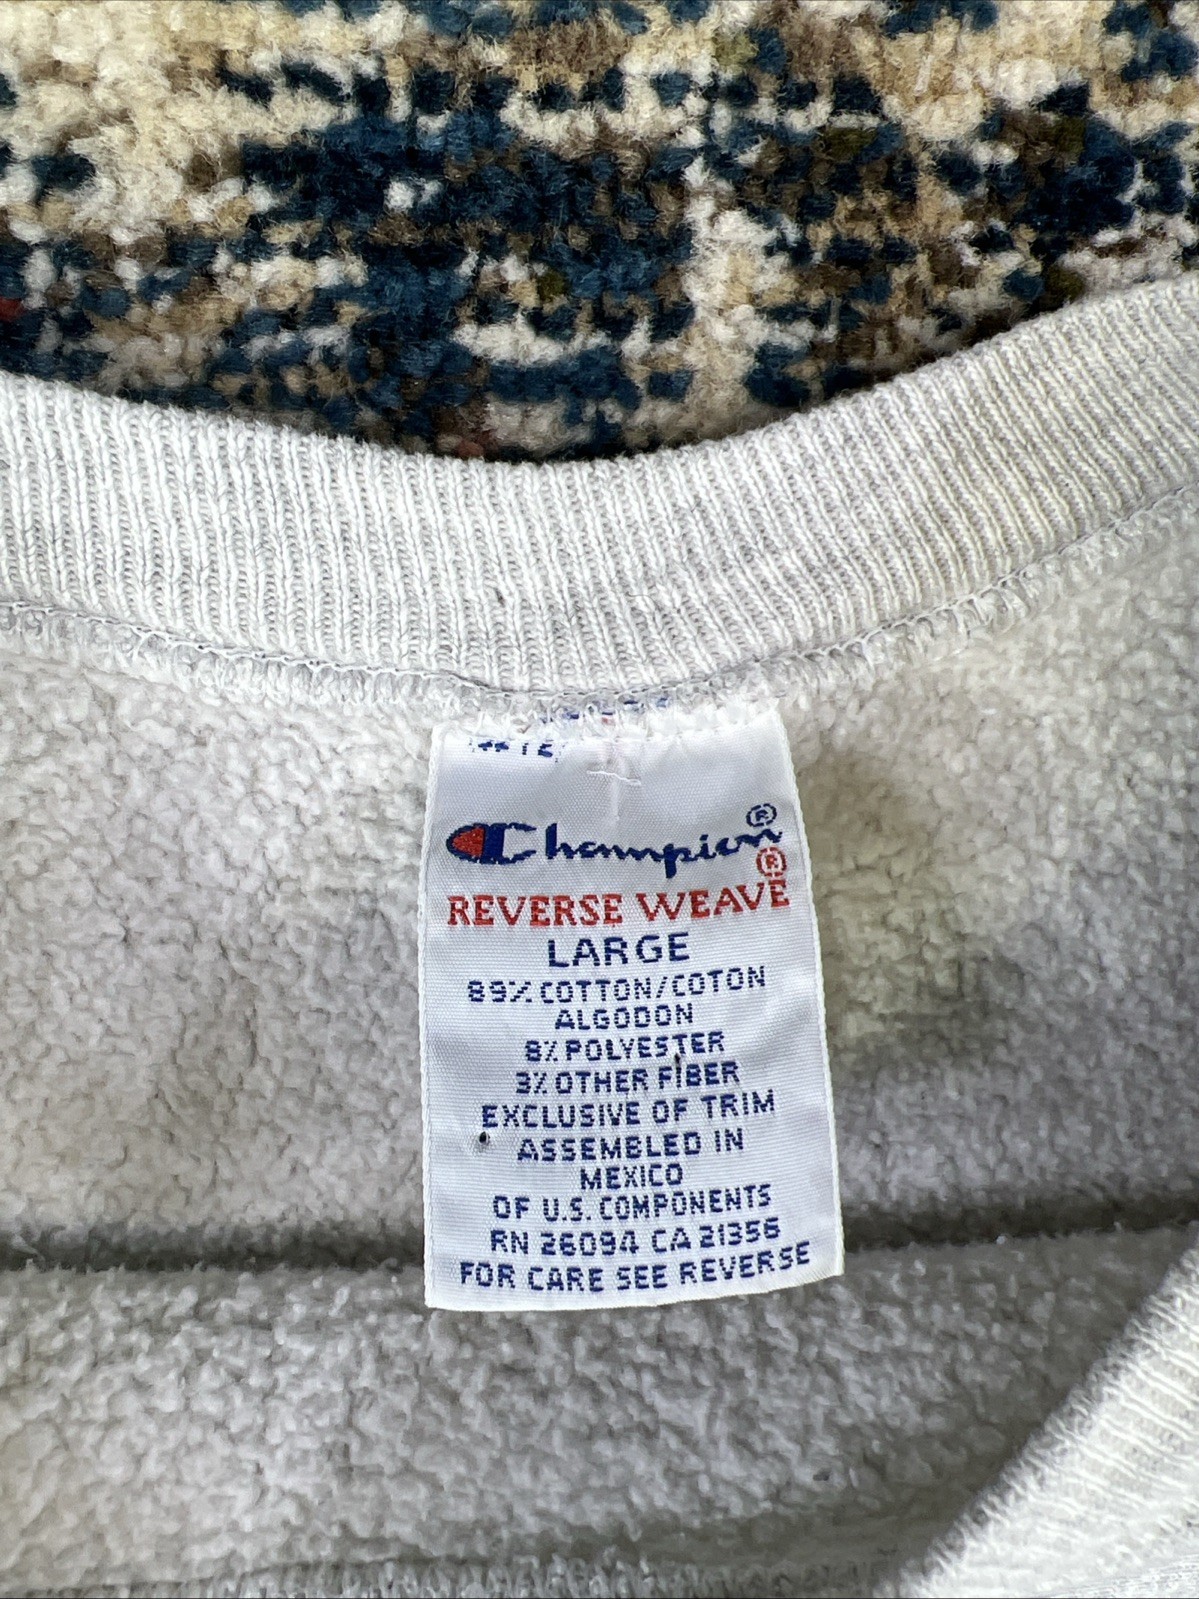 Champion®
REVERSE WEAVE®
LARGE
89% COTTON/COTON
ALGODON
8% POLYESTER
3% OTHER FIBER
EXCLUSIVE OF TRIM
ASSEMBLED IN
MEXICO
OF U.S. COMPONENTS
RN 26094 CA 21356
FOR CARE SEE REVERSE